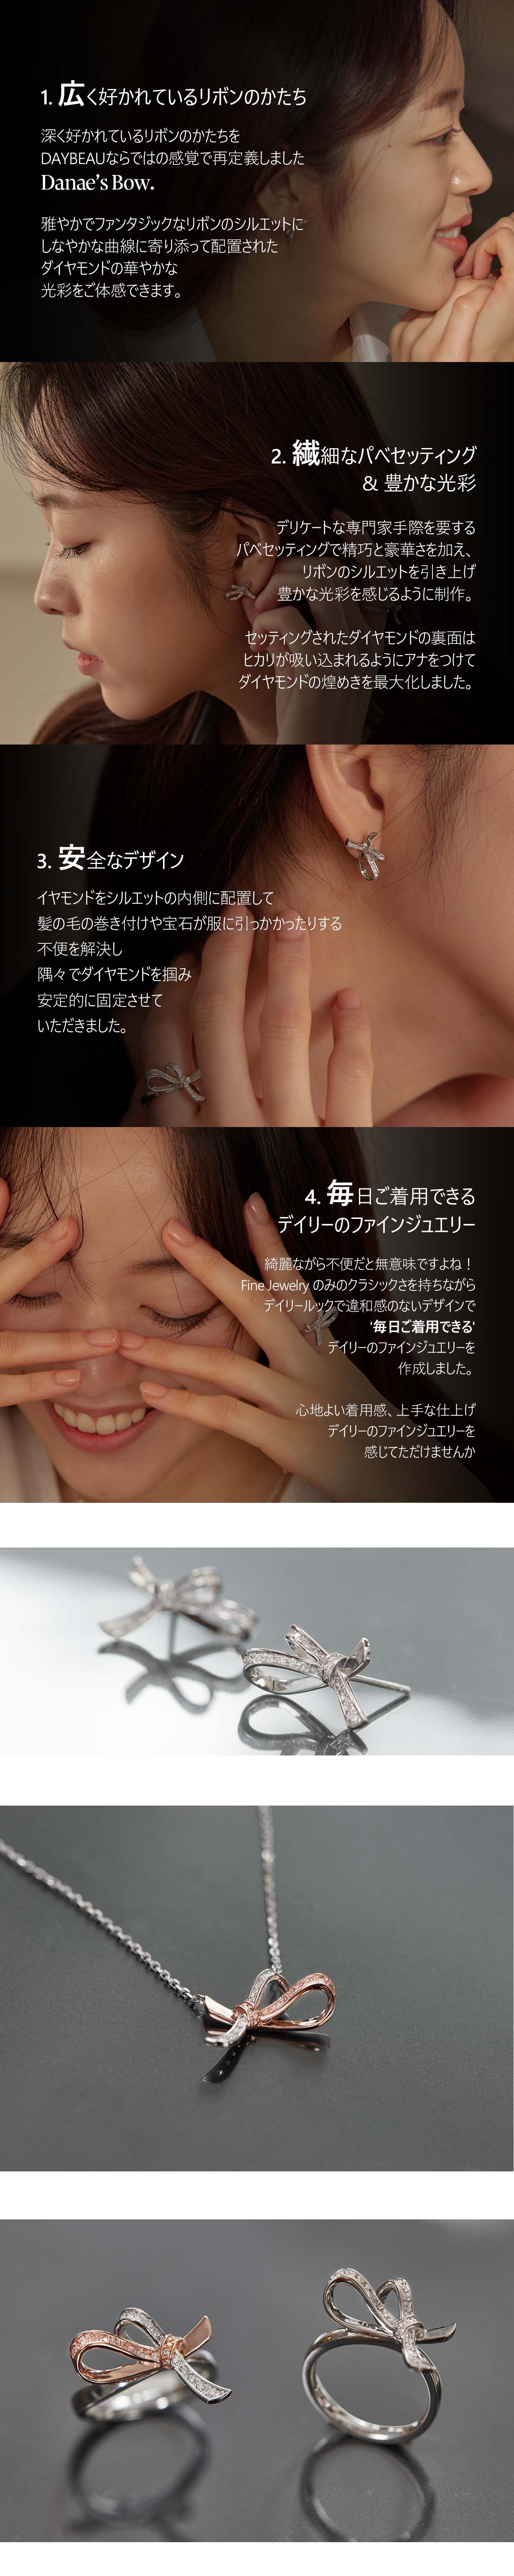 1. 広く好かれているリボンのかたち
深く好かれているリボンのかたちを
DAYBEAUならではの感覚で再定義しました
Danae's Bow.
雅やかでファンタジックなリボンのシルエットに
しなやかな曲線に寄り添って配置された
ダイヤモンドの華やかな
光彩をご体感できます。
2. 繊細なパベセッティング
& 豊かな光彩
デリケートな専門家手際を要する
パベセッティングで精巧と豪華さを加え、
リボンのシルエットを引き上げ
豊かな光彩を感じるように制作。
セッティングされたダイヤモンドの裏面は
ヒカリが吸い込まれるようにアナをつけて
ダイヤモンドの煌めきを最大化しました。
3. 安全なデザイン
イヤモンドをシルエットの内側に配置して
髪の毛の巻き付けや宝石が服に引っかかったりする
不便を解決し
隅々でダイヤモンドを掴み
安定的に固定させて
いただきました。
4. 毎日ご着用できる
デイリーのファインジュエリー
綺麗ながら不便だと無意味ですよね！
Fine Jewelry のみのクラシックさを持ちながら
デイリールックで違和感のないデザインで
'毎日ご着用できる'
デイリーのファインジュエリーを
作成しました。
心地よい着用感、上手な仕上げ
デイリーのファインジュエリーを
感じてただけませんか